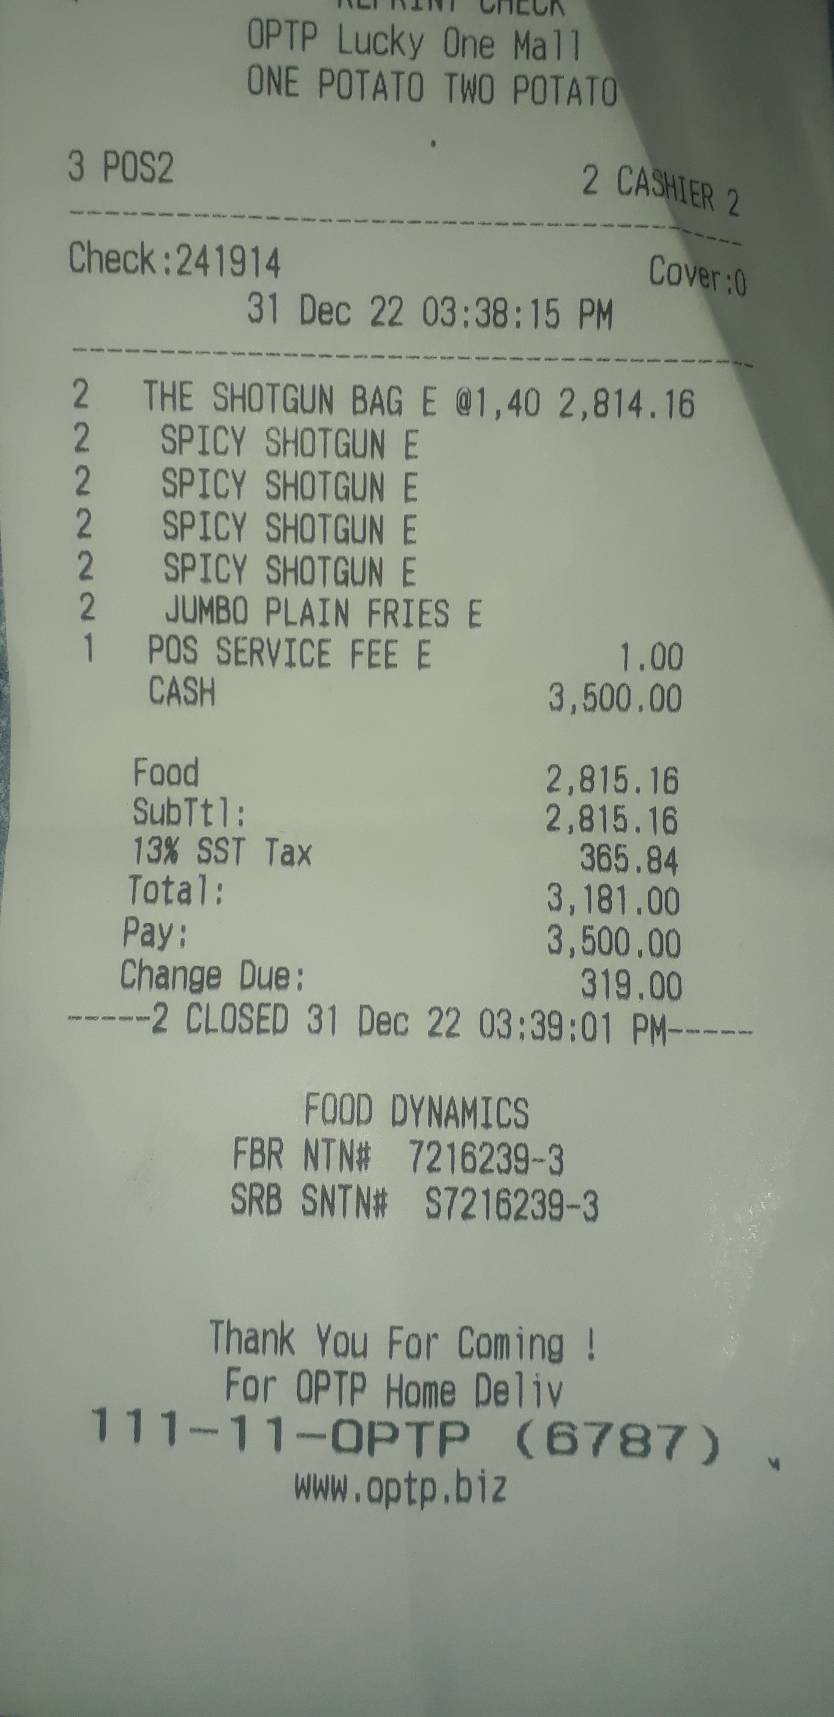 REPRINT CHECK
OPTP Lucky One Mall
ONE POTATO TWO POTATO
3 POS2 2 CASHIER 2
Check:241914 Cover:0
31 Dec 22 03:38:15 PM
2 THE SHOTGUN BAG E @1,40 2,814.16
2 SPICY SHOTGUN E
2 SPICY SHOTGUN E
2 SPICY SHOTGUN E
2 SPICY SHOTGUN E
2 JUMBO PLAIN FRIES E
1 POS SERVICE FEE E 1.00
CASH 3,500.00
Food 2,815.16
SubTtl: 2,815.16
13% SST Tax 365.84
Total: 3,181.00
Pay: 3,500.00
Change Due: 319.00
-----2 CLOSED 31 Dec 22 03:39:01 PM-----
FOOD DYNAMICS
FBR NTN# 7216239-3
SRB SNTN# S7216239-3
Thank You For Coming !
For OPTP Home Deliv
111-11-OPTP (6787)
www.optp.biz